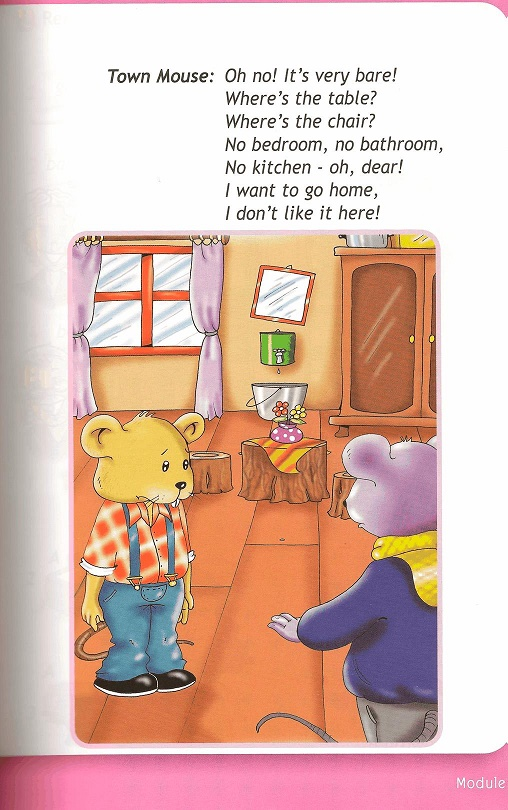 Town Mouse: Oh no! It's very bare!
Where's the table?
Where's the chair?
No bedroom, no bathroom,
No kitchen - oh, dear!
I want to go home,
I don't like it here!
Module